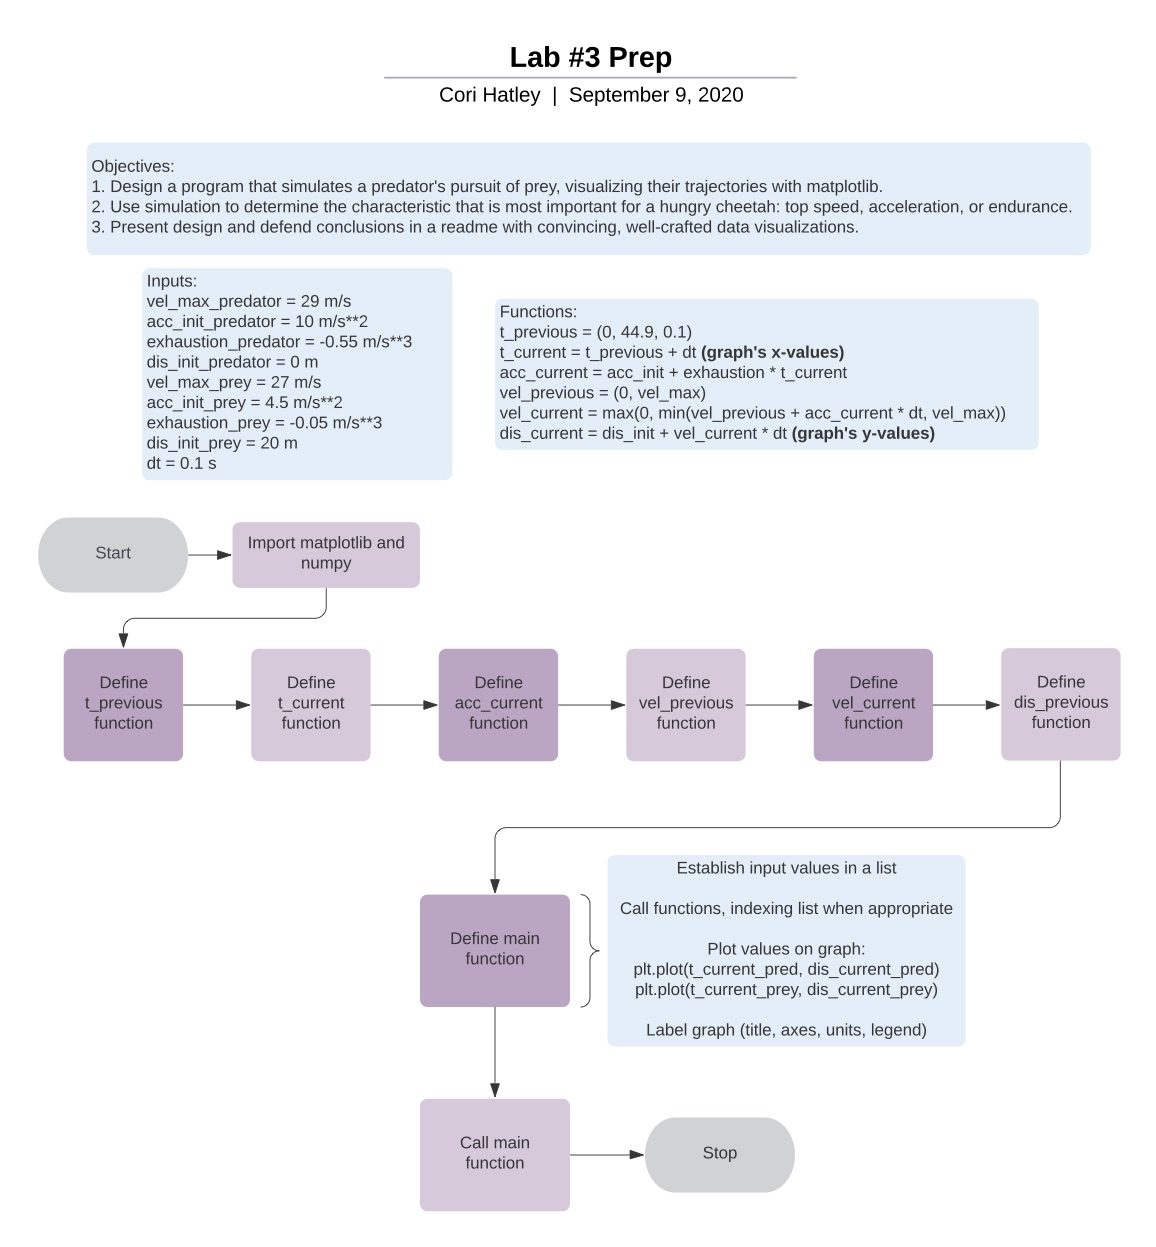 Lab #3 Prep
Cori Hatley | September 9, 2020
Objectives:
1. Design a program that simulates a predator's pursuit of prey, visualizing their trajectories with matplotlib.
2. Use simulation to determine the characteristic that is most important for a hungry cheetah: top speed, acceleration, or endurance.
3. Present design and defend conclusions in a readme with convincing, well-crafted data visualizations.
Inputs:
vel_max_predator = 29 m/s
acc_init_predator = 10 m/s**2
exhaustion_predator = -0.55 m/s**3
dis_init_predator = 0 m
vel_max_prey = 27 m/s
acc_init_prey = 4.5 m/s**2
exhaustion_prey = -0.05 m/s**3
dis_init_prey = 20 m
dt = 0.1 s
Functions:
t_previous = (0, 44.9, 0.1)
t_current = t_previous + dt (graph's x-values)
acc_current = acc_init + exhaustion * t_current
vel_previous = (0, vel_max)
vel_current = max(0, min(vel_previous + acc_current * dt, vel_max))
dis_current = dis_init + vel_current * dt (graph's y-values)
Start
Import matplotlib and
numpy
Define
t_previous
function
Define
t_current
function
Define
acc_current
function
Define
vel_previous
function
Define
vel_current
function
Define
dis_previous
function
Define main
function
Establish input values in a list
Call functions, indexing list when appropriate
Plot values on graph:
plt.plot(t_current_pred, dis_current_pred)
plt.plot(t_current_prey, dis_current_prey)
Label graph (title, axes, units, legend)
Call main
function
Stop